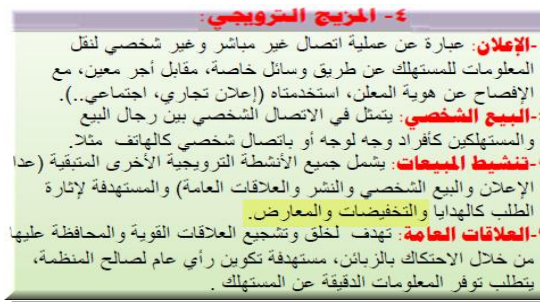 ٤- المزيج الترويجي:
-الإعلان: عبارة عن عملية اتصال غير مباشر وغير شخصي لنقل
المعلومات للمستهلك عن طريق وسائل خاصة، مقابل أجر معين، مع
الإفصاح عن هوية المعلن، استخدمتاه (إعلان تجاري، اجتماعي..).
-البيع الشخصي: يتمثل في الاتصال الشخصي بين رجال البيع
والمستهلكين كأفراد وجه لوجه أو باتصال شخصي كالهاتف مثلا.
-تنشيط المبيعات: يشمل جميع الأنشطة الترويجية الأخرى المتبقية (عدا
الإعلان والبيع الشخصي والنشر والعلاقات العامة) والمستهدفة لإثارة
الطلب كالهدايا والتخفيضات والمعارض.
-العلاقات العامة: تهدف لخلق وتشجيع العلاقات القوية والمحافظة عليها
من خلال الاحتكاك بالزبائن، مستهدفة تكوين رأي عام لصالح المنظمة،
يتطلب توفر المعلومات الدقيقة عن المستهلك .